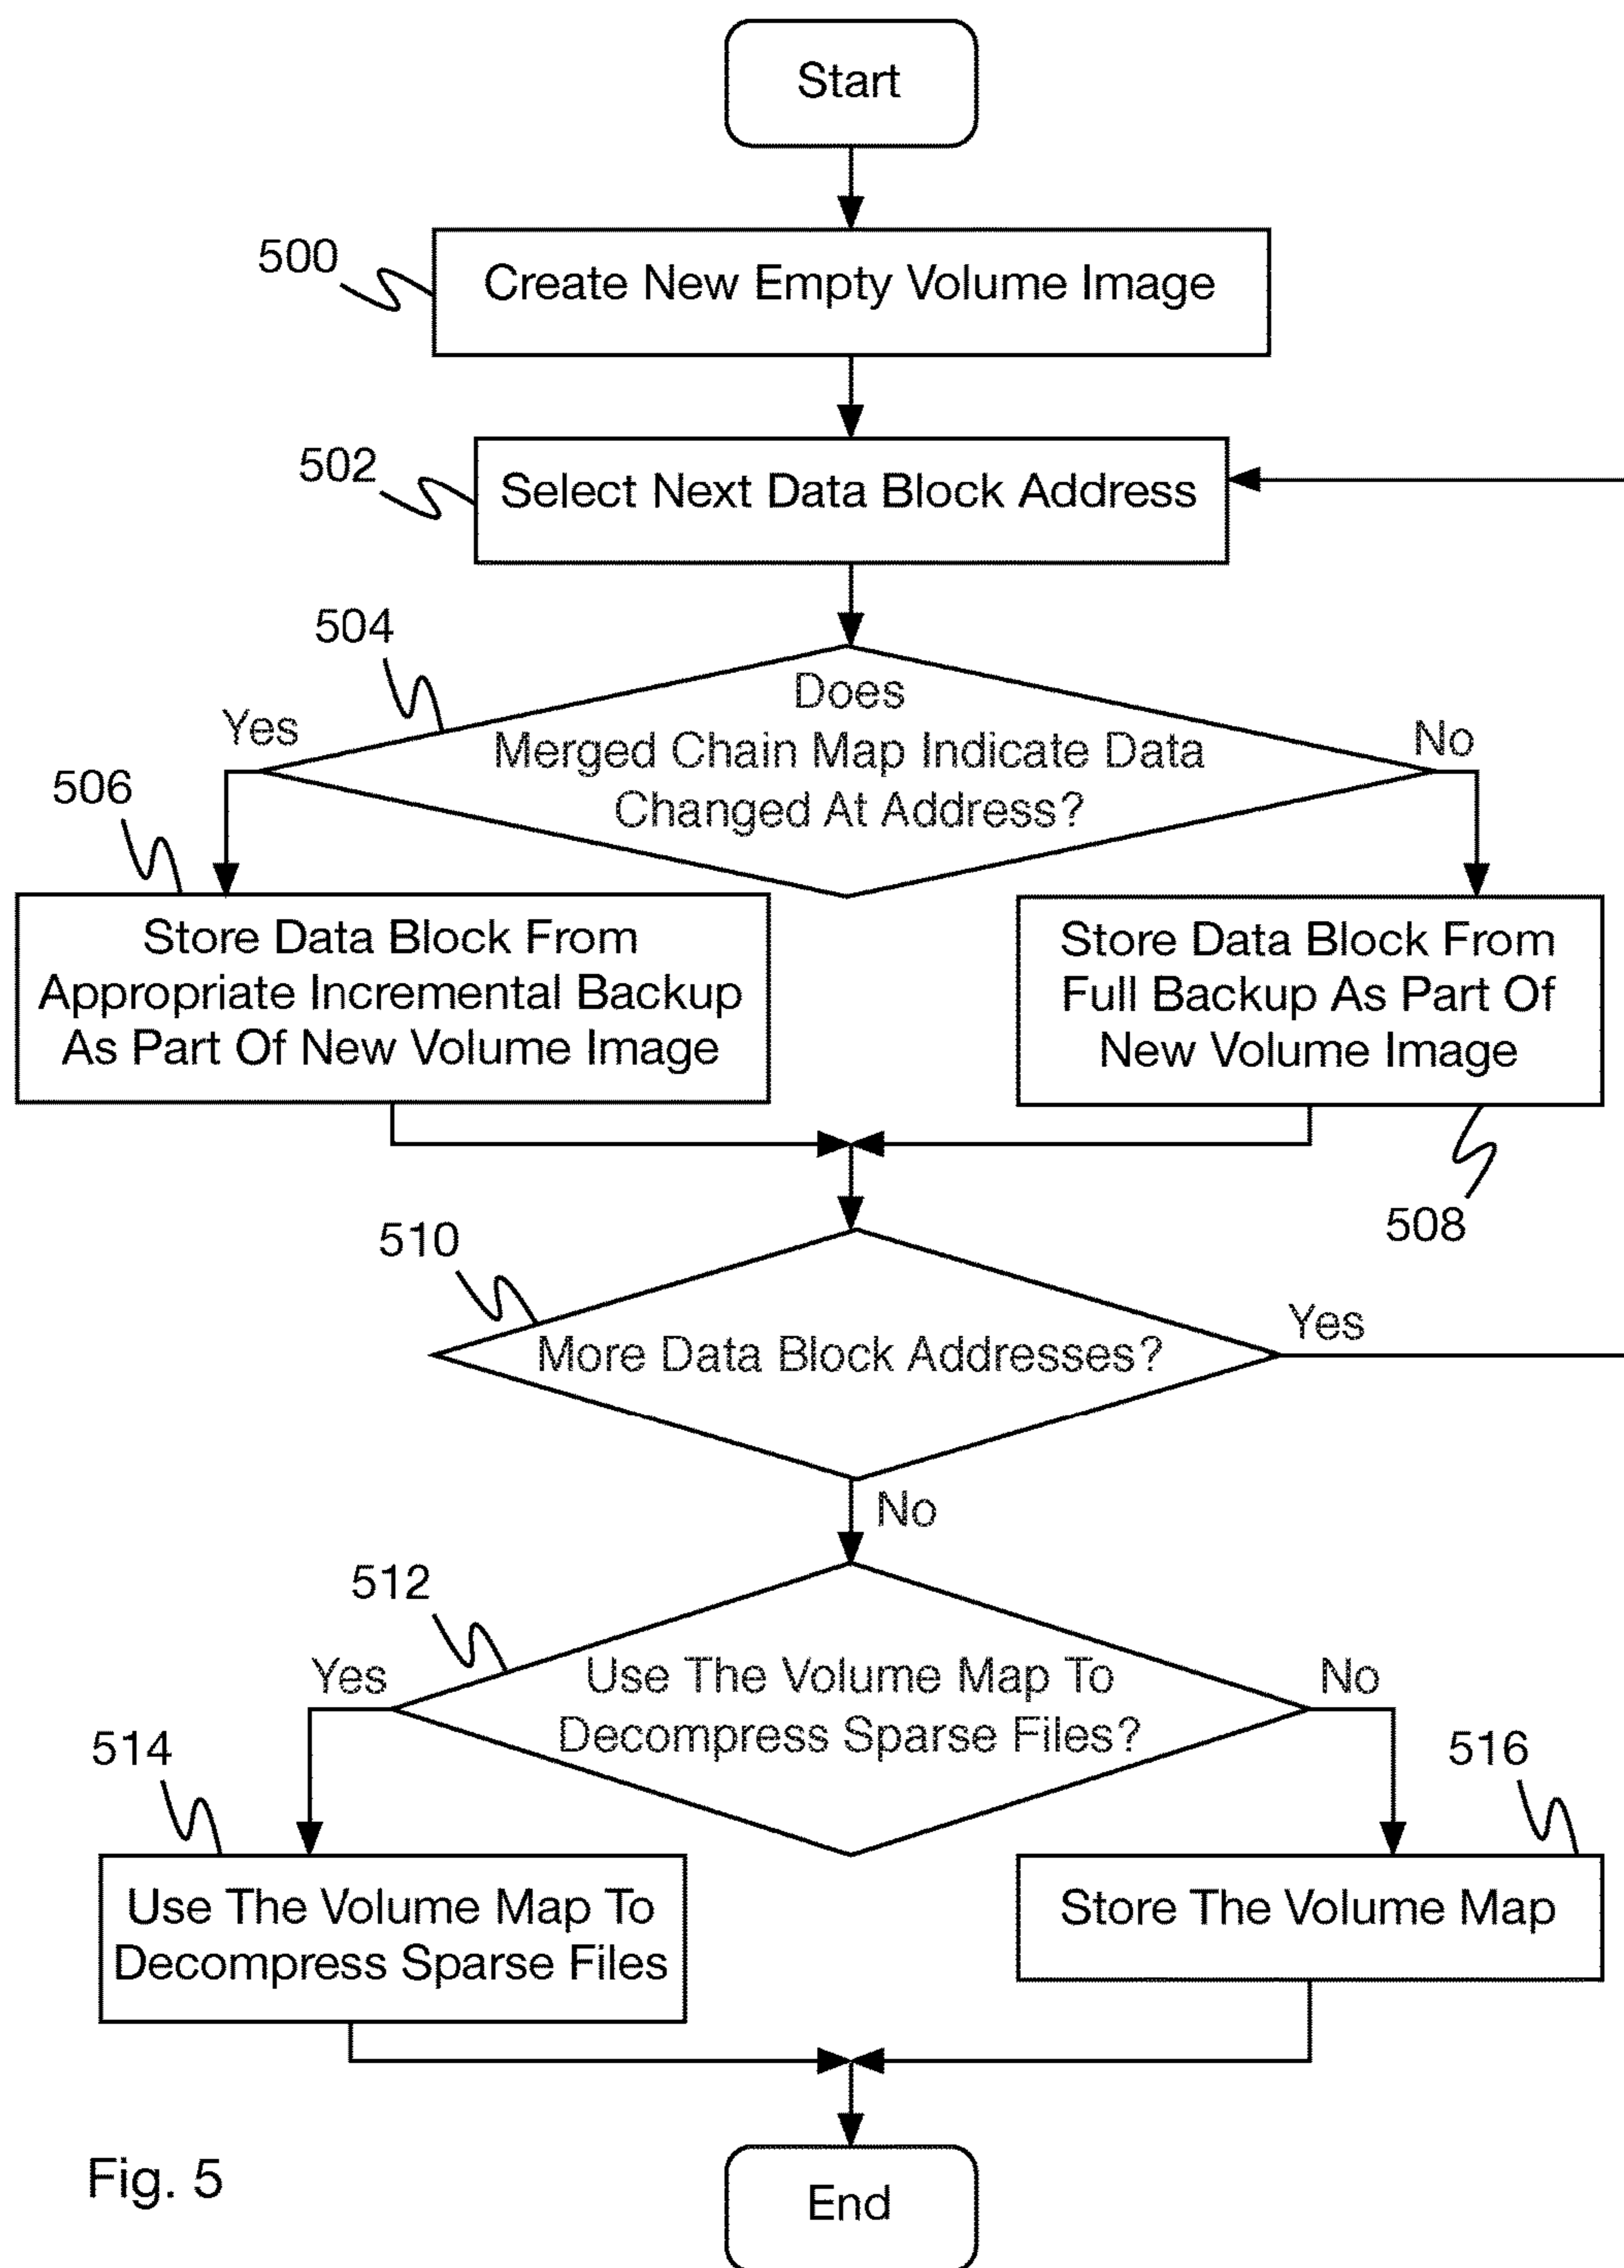 Start
500
Create New Empty Volume Image
502
Select Next Data Block Address
504
Does
Merged Chain Map Indicate Data
Changed At Address?
Yes
No
506
Store Data Block From
Appropriate Incremental Backup
As Part Of New Volume Image
Store Data Block From
Full Backup As Part Of
New Volume Image
508
510
More Data Block Addresses?
Yes
No
512
Use The Volume Map To
Decompress Sparse Files?
Yes
No
514
Use The Volume Map To
Decompress Sparse Files
516
Store The Volume Map
Fig. 5
End